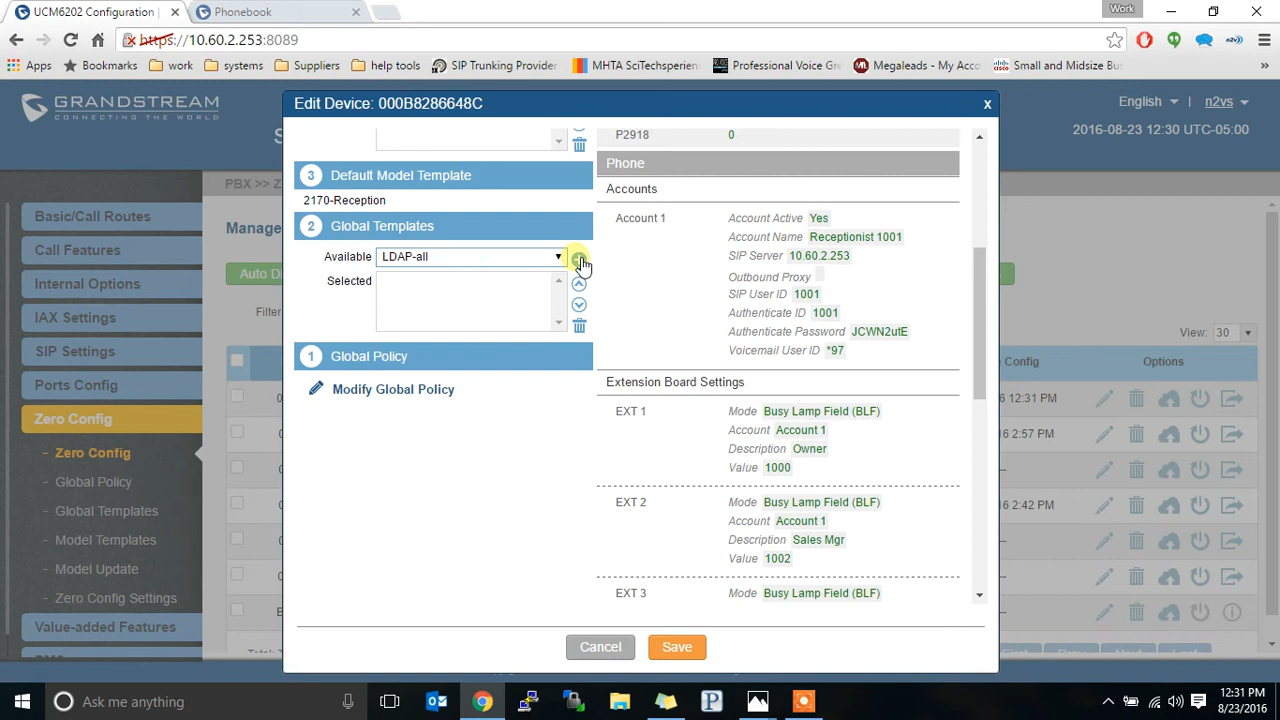 UCM6202 Configuration
Phonebook
Work
https://10.60.2.253:8089
Apps
Bookmarks
work
systems
Suppliers
help tools
SIP Trunking Provider
MHTA SciTechsperien
Professional Voice Gre
Megaleads - My Acco
Small and Midsize Bus
GRANDSTREAM
CONNECTING THE WORLD
English
n2vs
2016-08-23 12:30 UTC-05:00
Edit Device: 000B8286648C
x
PBX >> Z
Basic/Call Routes
Call Features
Internal Options
IAX Settings
SIP Settings
Ports Config
Zero Config
- Zero Config
- Global Policy
- Global Templates
- Model Templates
- Model Update
- Zero Config Settings
Value-added Features
Auto D
Filter
3 Default Model Template
2170-Reception
2 Global Templates
Available LDAP-all
Selected
1 Global Policy
Modify Global Policy
P2918 0
Phone
Accounts
Account 1
Account Active Yes
Account Name Receptionist 1001
SIP Server 10.60.2.253
Outbound Proxy
SIP User ID 1001
Authenticate ID 1001
Authenticate Password JCWN2utE
Voicemail User ID *97
Extension Board Settings
EXT 1 Mode Busy Lamp Field (BLF)
Account Account 1
Description Owner
Value 1000
EXT 2 Mode Busy Lamp Field (BLF)
Account Account 1
Description Sales Mgr
Value 1002
EXT 3 Mode Busy Lamp Field (BLF)
Cancel Save
View: 30
Config Options
16 12:31 PM
6 2:57 PM
6 2:42 PM
Ask me anything
12:31 PM
8/23/2016